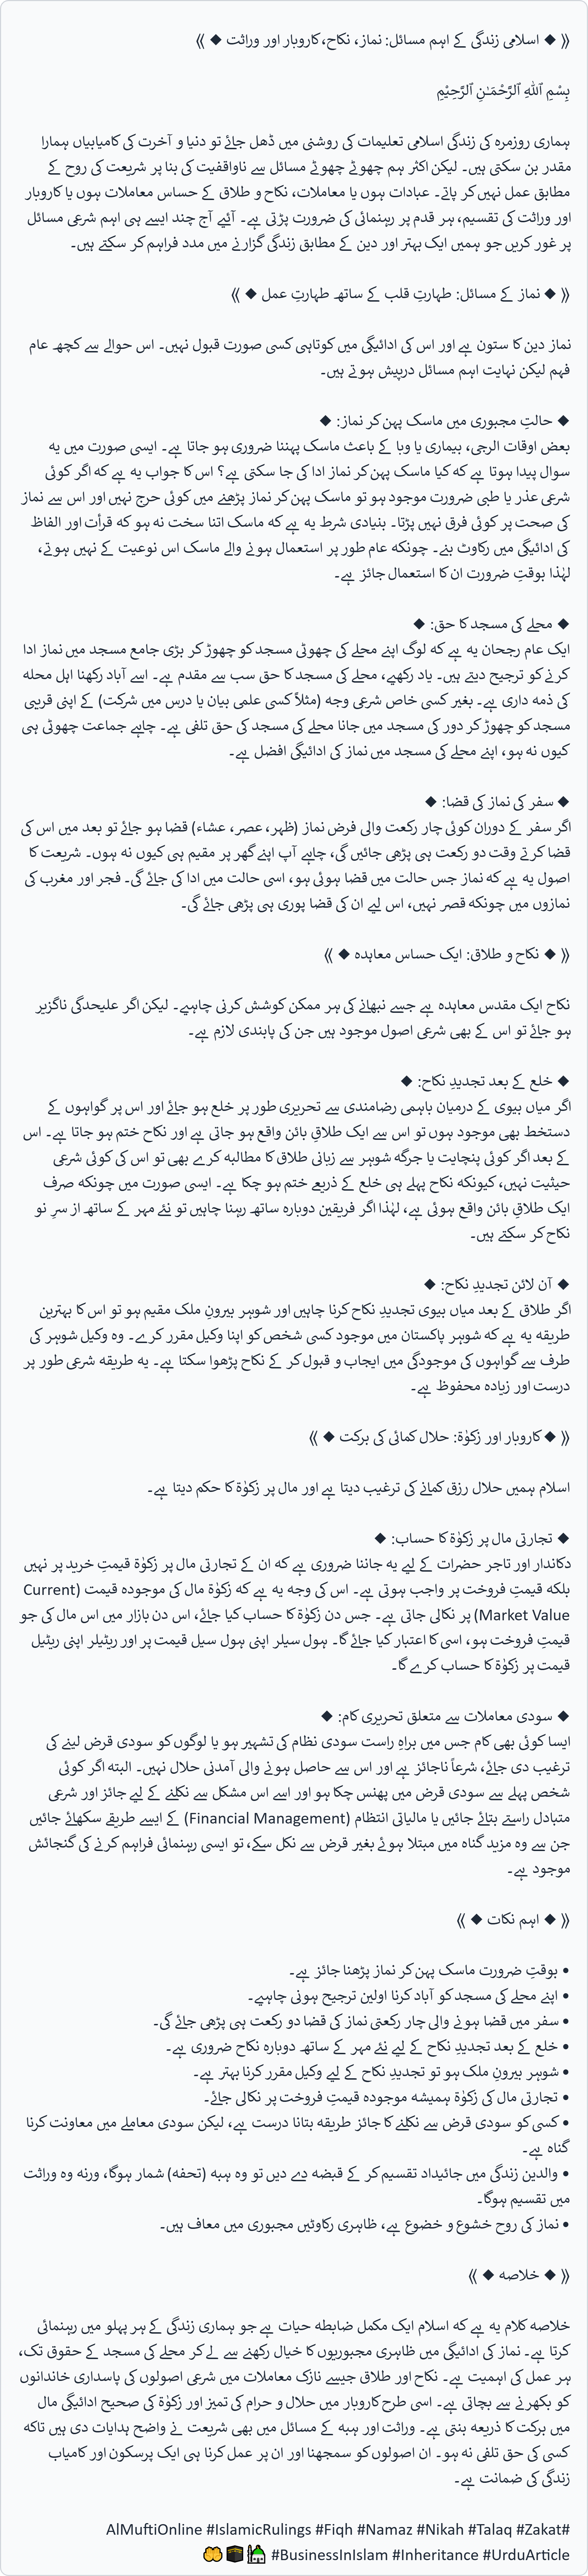 《 ◆ اسلامی زندگی کے اہم مسائل: نماز، نکاح، کاروبار اور وراثت ◆ 》
بِسْمِ ٱللَّٰهِ ٱلرَّحْمَـٰنِ ٱلرَّحِيْمِ
ہماری روزمرہ کی زندگی اسلامی تعلیمات کی روشنی میں ڈھل جائے تو دنیا و آخرت کی کامیابیاں ہمارا
مقدر بن سکتی ہیں۔ لیکن اکثر ہم چھوٹے چھوٹے مسائل سے ناواقفیت کی بنا پر شریعت کی روح کے
مطابق عمل نہیں کر پاتے۔ عبادات ہوں یا معاملات، نکاح و طلاق کے حساس معاملات ہوں یا کاروبار
اور وراثت کی تقسیم، ہر قدم پر رہنمائی کی ضرورت پڑتی ہے۔ آئیے آج چند ایسے ہی اہم شرعی مسائل
پر غور کریں جو ہمیں ایک بہتر اور دین کے مطابق زندگی گزارنے میں مدد فراہم کر سکتے ہیں۔
《 ◆ نماز کے مسائل: طہارتِ قلب کے ساتھ طہارتِ عمل ◆ 》
نماز دین کا ستون ہے اور اس کی ادائیگی میں کوتاہی کسی صورت قبول نہیں۔ اس حوالے سے کچھ عام
فہم لیکن نہایت اہم مسائل درپیش ہوتے ہیں۔
◆ حالتِ مجبوری میں ماسک پہن کر نماز: ◆
بعض اوقات الرجی، بیماری یا وبا کے باعث ماسک پہننا ضروری ہو جاتا ہے۔ ایسی صورت میں یہ
سوال پیدا ہوتا ہے کہ کیا ماسک پہن کر نماز ادا کی جا سکتی ہے؟ اس کا جواب یہ ہے کہ اگر کوئی
شرعی عذر یا طبی ضرورت موجود ہو تو ماسک پہن کر نماز پڑھنے میں کوئی حرج نہیں اور اس سے نماز
کی صحت پر کوئی فرق نہیں پڑتا۔ بنیادی شرط یہ ہے کہ ماسک اتنا سخت نہ ہو کہ قرأت اور الفاظ
کی ادائیگی میں رکاوٹ بنے۔ چونکہ عام طور پر استعمال ہونے والے ماسک اس نوعیت کے نہیں ہوتے،
لہٰذا بوقتِ ضرورت ان کا استعمال جائز ہے۔
◆ محلے کی مسجد کا حق: ◆
ایک عام رجحان یہ ہے کہ لوگ اپنے محلے کی چھوٹی مسجد کو چھوڑ کر بڑی جامع مسجد میں نماز ادا
کرنے کو ترجیح دیتے ہیں۔ یاد رکھیے، محلے کی مسجد کا حق سب سے مقدم ہے۔ اسے آباد رکھنا اہل محلہ
کی ذمہ داری ہے۔ بغیر کسی خاص شرعی وجہ (مثلاً کسی علمی بیان یا درس میں شرکت) کے اپنی قریبی
مسجد کو چھوڑ کر دور کی مسجد میں جانا محلے کی مسجد کی حق تلفی ہے۔ چاہے جماعت چھوٹی ہی
کیوں نہ ہو، اپنے محلے کی مسجد میں نماز کی ادائیگی افضل ہے۔
◆ سفر کی نماز کی قضا: ◆
اگر سفر کے دوران کوئی چار رکعت والی فرض نماز (ظہر، عصر، عشاء) قضا ہو جائے تو بعد میں اس کی
قضا کرتے وقت دو رکعت ہی پڑھی جائیں گی، چاہے آپ اپنے گھر پر مقیم ہی کیوں نہ ہوں۔ شریعت کا
اصول یہ ہے کہ نماز جس حالت میں قضا ہوئی ہو، اسی حالت میں ادا کی جائے گی۔ فجر اور مغرب کی
نمازوں میں چونکہ قصر نہیں، اس لیے ان کی قضا پوری ہی پڑھی جائے گی۔
《 ◆ نکاح و طلاق: ایک حساس معاہدہ ◆ 》
نکاح ایک مقدس معاہدہ ہے جسے نبھانے کی ہر ممکن کوشش کرنی چاہیے۔ لیکن اگر علیحدگی ناگزیر
ہو جائے تو اس کے بھی شرعی اصول موجود ہیں جن کی پابندی لازم ہے۔
◆ خلع کے بعد تجدیدِ نکاح: ◆
اگر میاں بیوی کے درمیان باہمی رضامندی سے تحریری طور پر خلع ہو جائے اور اس پر گواہوں کے
دستخط بھی موجود ہوں تو اس سے ایک طلاقِ بائن واقع ہو جاتی ہے اور نکاح ختم ہو جاتا ہے۔ اس
کے بعد اگر کوئی پنچایت یا جرگہ شوہر سے زبانی طلاق کا مطالبہ کرے بھی تو اس کی کوئی شرعی
حیثیت نہیں، کیونکہ نکاح پہلے ہی خلع کے ذریعے ختم ہو چکا ہے۔ ایسی صورت میں چونکہ صرف
ایک طلاقِ بائن واقع ہوئی ہے، لہٰذا اگر فریقین دوبارہ ساتھ رہنا چاہیں تو نئے مہر کے ساتھ از سرِ نو
نکاح کر سکتے ہیں۔
◆ آن لائن تجدیدِ نکاح: ◆
اگر طلاق کے بعد میاں بیوی تجدیدِ نکاح کرنا چاہیں اور شوہر بیرونِ ملک مقیم ہو تو اس کا بہترین
طریقہ یہ ہے کہ شوہر پاکستان میں موجود کسی شخص کو اپنا وکیل مقرر کرے۔ وہ وکیل شوہر کی
طرف سے گواہوں کی موجودگی میں ایجاب و قبول کر کے نکاح پڑھوا سکتا ہے۔ یہ طریقہ شرعی طور پر
درست اور زیادہ محفوظ ہے۔
《 ◆ کاروبار اور زکوٰۃ: حلال کمائی کی برکت ◆ 》
اسلام ہمیں حلال رزق کمانے کی ترغیب دیتا ہے اور مال پر زکوٰۃ کا حکم دیتا ہے۔
◆ تجارتی مال پر زکوٰۃ کا حساب: ◆
دکاندار اور تاجر حضرات کے لیے یہ جاننا ضروری ہے کہ ان کے تجارتی مال پر زکوٰۃ قیمتِ خرید پر نہیں
بلکہ قیمتِ فروخت پر واجب ہوتی ہے۔ اس کی وجہ یہ ہے کہ زکوٰۃ مال کی موجودہ قیمت (Current
Market Value) پر نکالی جاتی ہے۔ جس دن زکوٰۃ کا حساب کیا جائے، اس دن بازار میں اس مال کی جو
قیمتِ فروخت ہو، اسی کا اعتبار کیا جائے گا۔ ہول سیلر اپنی ہول سیل قیمت پر اور ریٹیلر اپنی ریٹیل
قیمت پر زکوٰۃ کا حساب کرے گا۔
◆ سودی معاملات سے متعلق تحریری کام: ◆
ایسا کوئی بھی کام جس میں براہِ راست سودی نظام کی تشہیر ہو یا لوگوں کو سودی قرض لینے کی
ترغیب دی جائے، شرعاً ناجائز ہے اور اس سے حاصل ہونے والی آمدنی حلال نہیں۔ البتہ اگر کوئی
شخص پہلے سے سودی قرض میں پھنس چکا ہو اور اسے اس مشکل سے نکلنے کے لیے جائز اور شرعی
متبادل راستے بتائے جائیں یا مالیاتی انتظام (Financial Management) کے ایسے طریقے سکھائے جائیں
جن سے وہ مزید گناہ میں مبتلا ہوئے بغیر قرض سے نکل سکے، تو ایسی رہنمائی فراہم کرنے کی گنجائش
موجود ہے۔
《 ◆ اہم نکات ◆ 》
• بوقتِ ضرورت ماسک پہن کر نماز پڑھنا جائز ہے۔
• اپنے محلے کی مسجد کو آباد کرنا اولین ترجیح ہونی چاہیے۔
• سفر میں قضا ہونے والی چار رکعتی نماز کی قضا دو رکعت ہی پڑھی جائے گی۔
• خلع کے بعد تجدیدِ نکاح کے لیے نئے مہر کے ساتھ دوبارہ نکاح ضروری ہے۔
• شوہر بیرونِ ملک ہو تو تجدیدِ نکاح کے لیے وکیل مقرر کرنا بہتر ہے۔
• تجارتی مال کی زکوٰۃ ہمیشہ موجودہ قیمتِ فروخت پر نکالی جائے۔
• کسی کو سودی قرض سے نکلنے کا جائز طریقہ بتانا درست ہے، لیکن سودی معاملے میں معاونت کرنا
گناہ ہے۔
• والدین زندگی میں جائیداد تقسیم کر کے قبضہ دے دیں تو وہ ہبہ (تحفہ) شمار ہوگا، ورنہ وہ وراثت
میں تقسیم ہوگا۔
• نماز کی روح خشوع و خضوع ہے، ظاہری رکاوٹیں مجبوری میں معاف ہیں۔
《 ◆ خلاصہ ◆ 》
خلاصہ کلام یہ ہے کہ اسلام ایک مکمل ضابطہ حیات ہے جو ہماری زندگی کے ہر پہلو میں رہنمائی
کرتا ہے۔ نماز کی ادائیگی میں ظاہری مجبوریوں کا خیال رکھنے سے لے کر محلے کی مسجد کے حقوق تک،
ہر عمل کی اہمیت ہے۔ نکاح اور طلاق جیسے نازک معاملات میں شرعی اصولوں کی پاسداری خاندانوں
کو بکھرنے سے بچاتی ہے۔ اسی طرح کاروبار میں حلال و حرام کی تمیز اور زکوٰۃ کی صحیح ادائیگی مال
میں برکت کا ذریعہ بنتی ہے۔ وراثت اور ہبہ کے مسائل میں بھی شریعت نے واضح ہدایات دی ہیں تاکہ
کسی کی حق تلفی نہ ہو۔ ان اصولوں کو سمجھنا اور ان پر عمل کرنا ہی ایک پرسکون اور کامیاب
زندگی کی ضمانت ہے۔
AlMuftiOnline #IslamicRulings #Fiqh #Namaz #Nikah #Talaq #Zakat#
🤲🕋🕌 #BusinessInIslam #Inheritance #UrduArticle